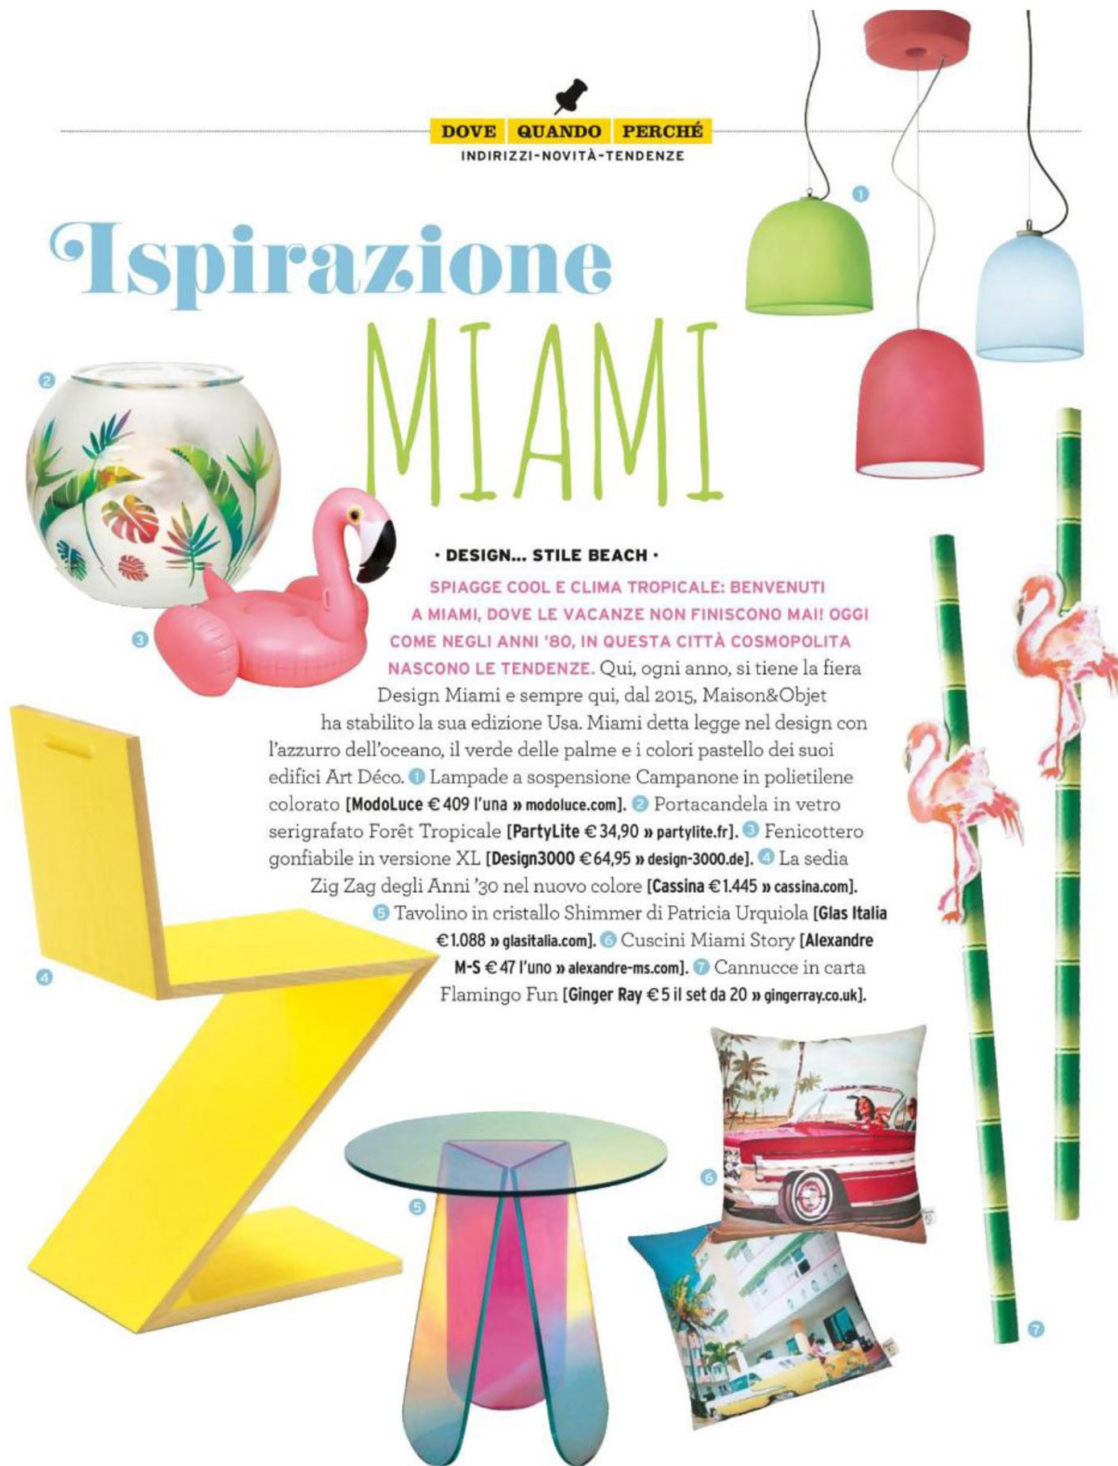 DOVE QUANDO PERCHÉ
INDIRIZZI-NOVITÀ-TENDENZE
Ispirazione
MIAMI
· DESIGN... STILE BEACH ·
SPIAGGE COOL E CLIMA TROPICALE: BENVENUTI
A MIAMI, DOVE LE VACANZE NON FINISCONO MAI! OGGI
COME NEGLI ANNI '80, IN QUESTA CITTÀ COSMOPOLITA
NASCONO LE TENDENZE. Qui, ogni anno, si tiene la fiera
Design Miami e sempre qui, dal 2015, Maison&Objet
ha stabilito la sua edizione Usa. Miami detta legge nel design con
l'azzurro dell'oceano, il verde delle palme e i colori pastello dei suoi
edifici Art Déco. 1 Lampade a sospensione Campanone in polietilene
colorato [ModoLuce € 409 l'una » modoluce.com]. 2 Portacandela in vetro
serigrafato Forêt Tropicale [PartyLite € 34,90 » partylite.fr]. 3 Fenicottero
gonfiabile in versione XL [Design3000 € 64,95 » design-3000.de]. 4 La sedia
Zig Zag degli Anni '30 nel nuovo colore [Cassina € 1.445 » cassina.com].
5 Tavolino in cristallo Shimmer di Patricia Urquiola [Glas Italia
€ 1.088 » glasitalia.com]. 6 Cuscini Miami Story [Alexandre
M-S € 47 l'uno » alexandre-ms.com]. 7 Cannucce in carta
Flamingo Fun [Ginger Ray € 5 il set da 20 » gingerray.co.uk].
1
2
3
4
5
6
7